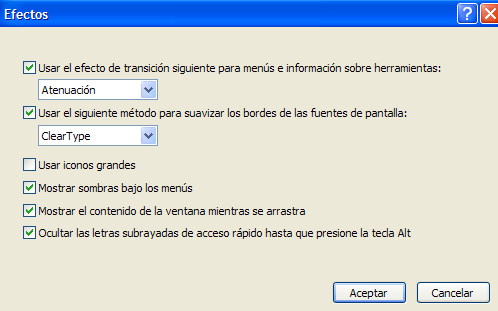 Efectos
Usar el efecto de transición siguiente para menús e información sobre herramientas:
Atenuación
Usar el siguiente método para suavizar los bordes de las fuentes de pantalla:
ClearType
Usar iconos grandes
Mostrar sombras bajo los menús
Mostrar el contenido de la ventana mientras se arrastra
Ocultar las letras subrayadas de acceso rápido hasta que presione la tecla Alt
Aceptar Cancelar